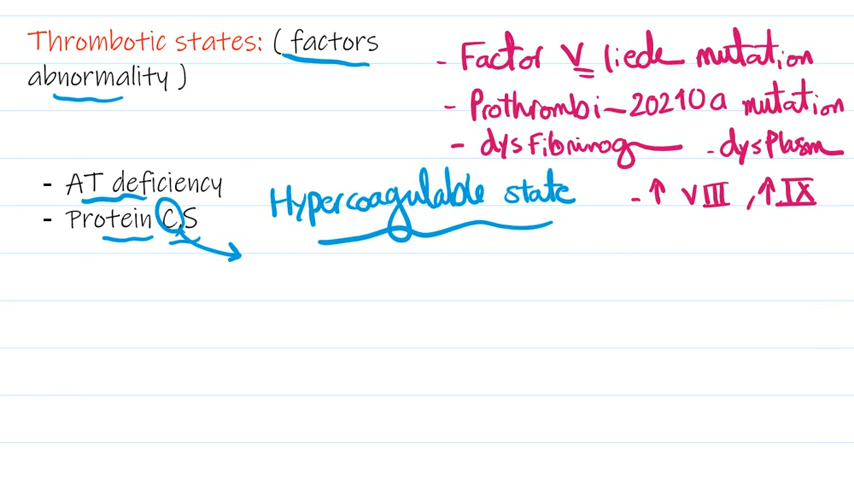 Thrombotic states: ( factors
abnormality )
- AT deficiency
- Protein C,S
Hypercoagulable state
- Factor V liede mutation
- Prothrombi- 20210a mutation
- dysFibrinog - dysPlasm
- ↑ VIII , ↑ IX